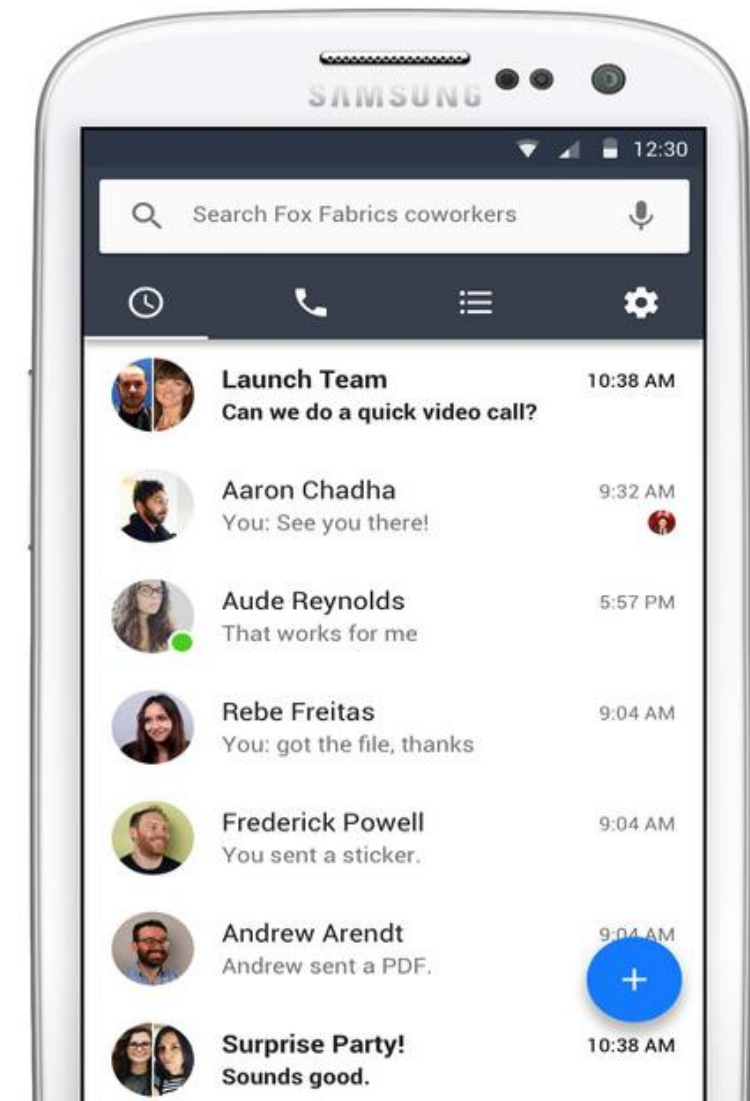 SAMSUNG
12:30
Search Fox Fabrics coworkers
Launch Team 10:38 AM
Can we do a quick video call?
Aaron Chadha 9:32 AM
You: See you there!
Aude Reynolds 5:57 PM
That works for me
Rebe Freitas 9:04 AM
You: got the file, thanks
Frederick Powell 9:04 AM
You sent a sticker.
Andrew Arendt 9:04 AM
Andrew sent a PDF.
Surprise Party! 10:38 AM
Sounds good.